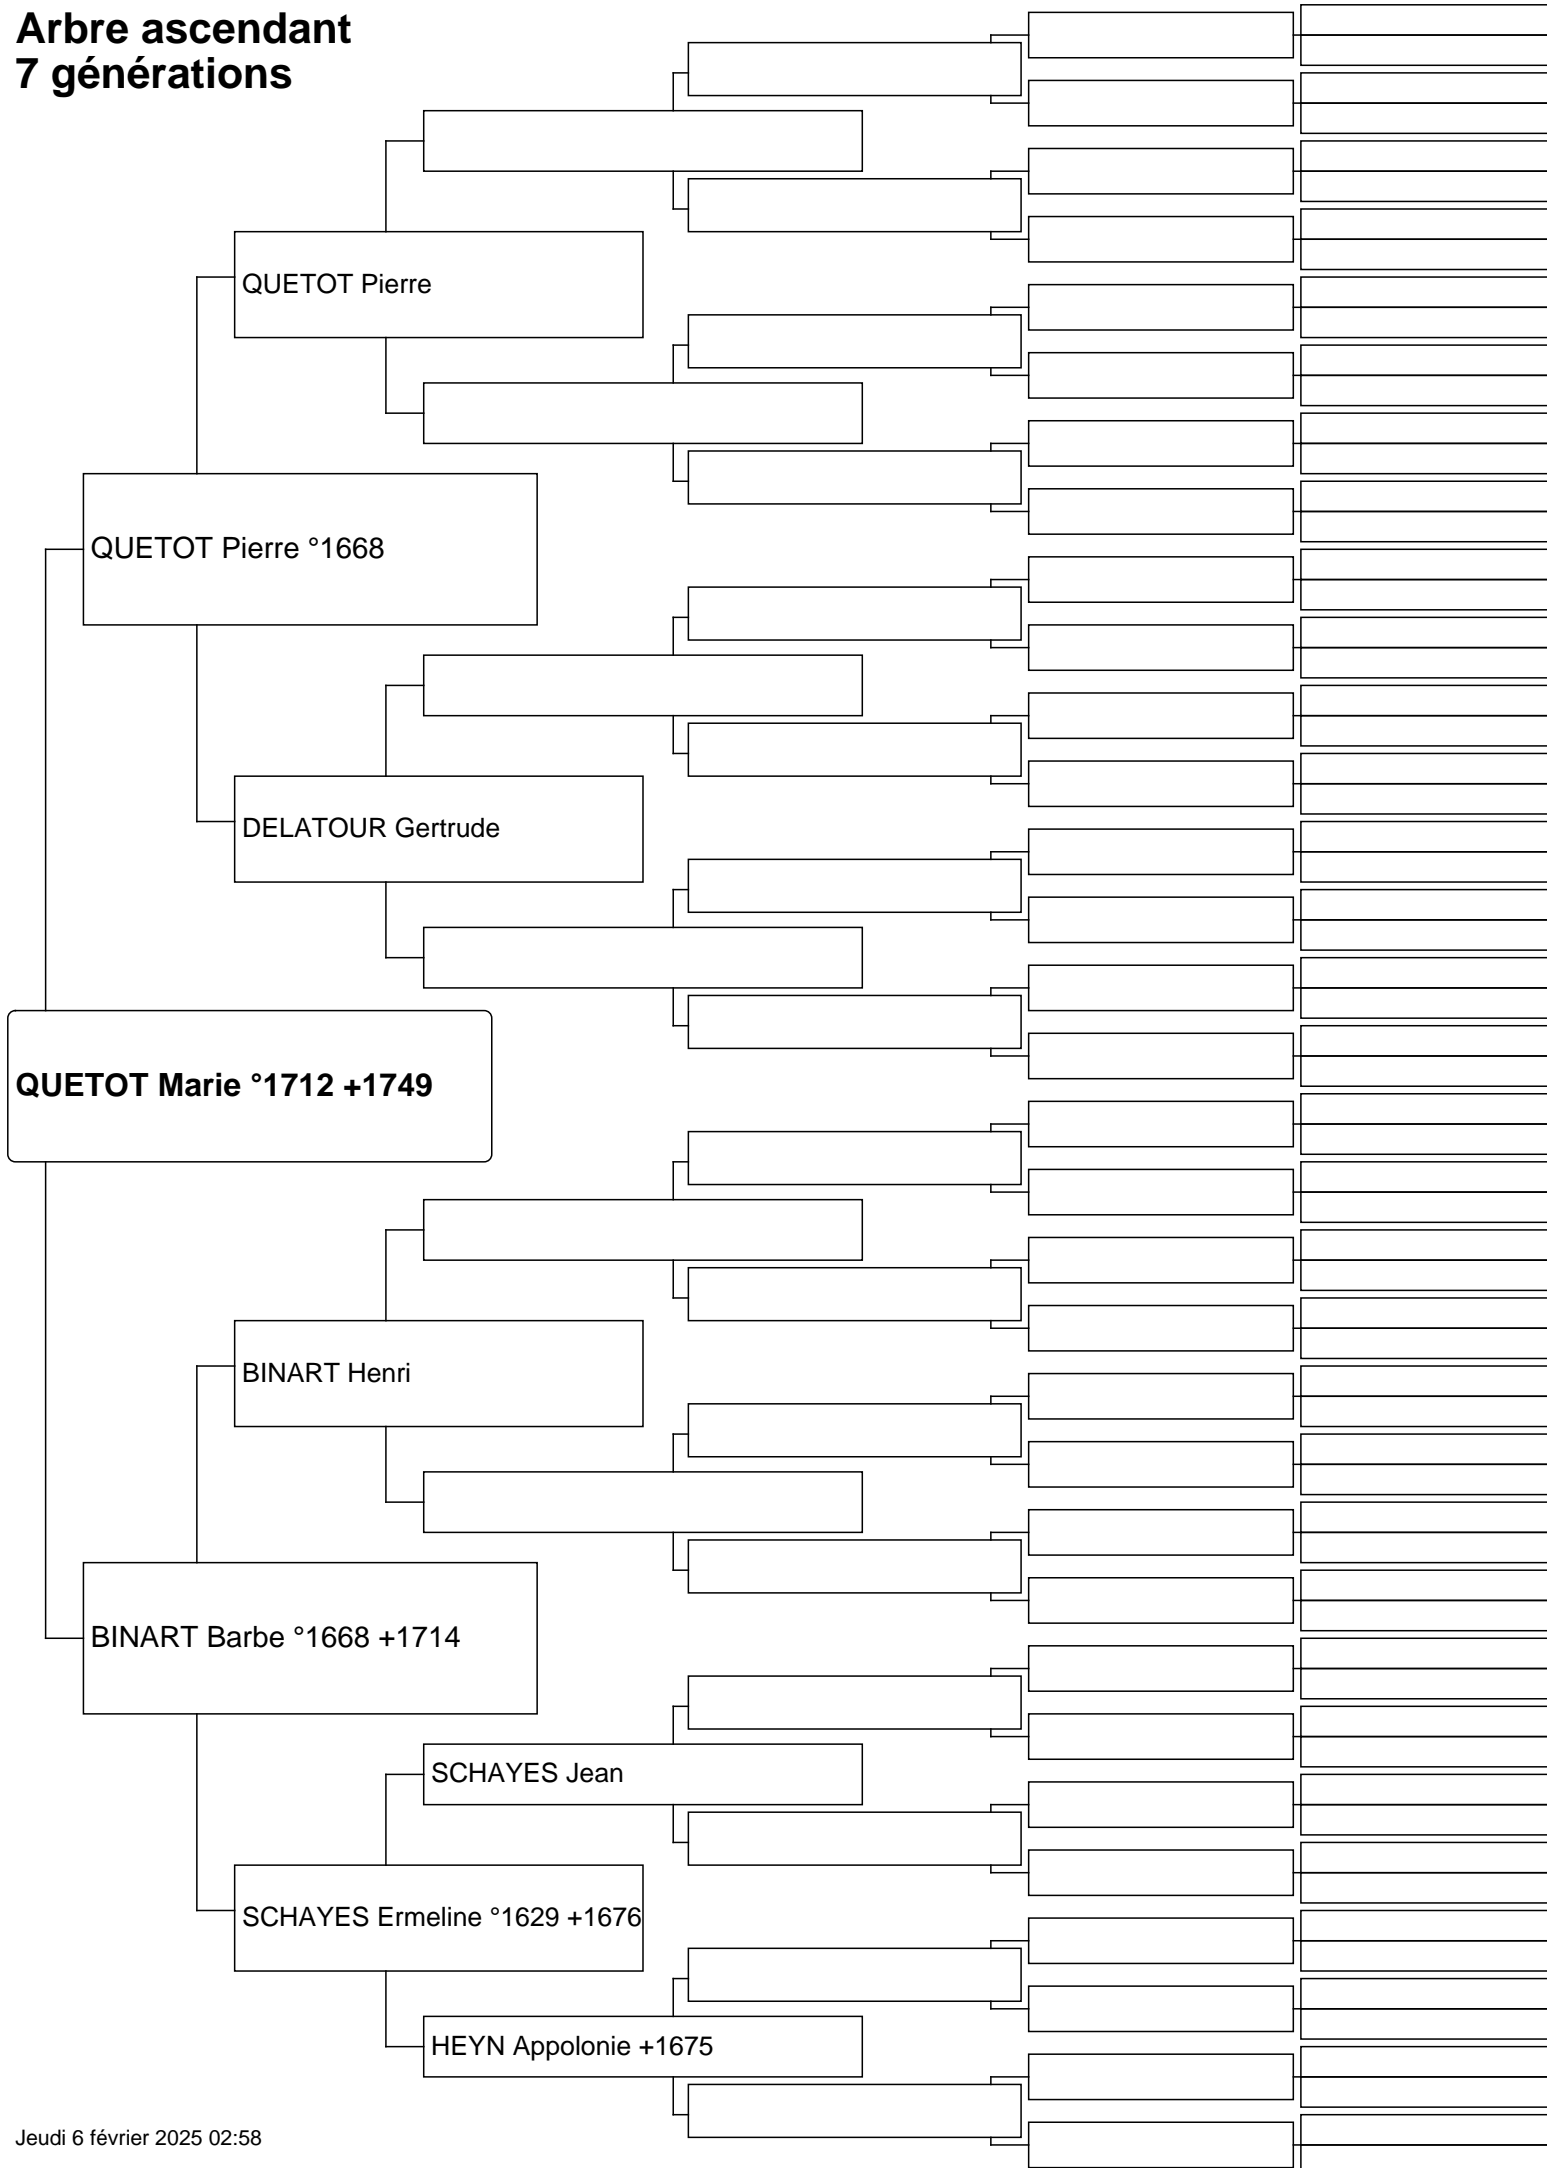 Arbre ascendant
7 générations
QUETOT Pierre
QUETOT Pierre °1668
DELATOUR Gertrude
QUETOT Marie °1712 +1749
BINART Henri
BINART Barbe °1668 +1714
SCHAYES Jean
SCHAYES Ermeline °1629 +1676
HEYN Appolonie +1675
Jeudi 6 février 2025 02:58